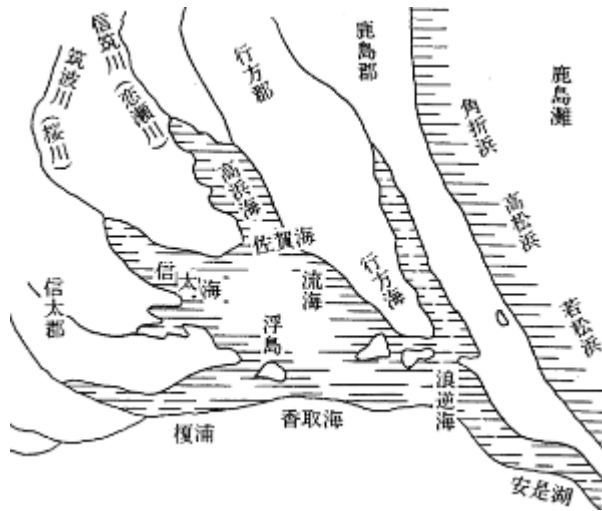 筑波川（桜川）
信筑川（恋瀬川）
行方郡
鹿島郡
鹿島灘
角折浜
高松浜
若松浜
高浜海
佐賀海
信太海
流海
行方海
信太郡
浮島
浪逆海
榎浦
香取海
安是湖